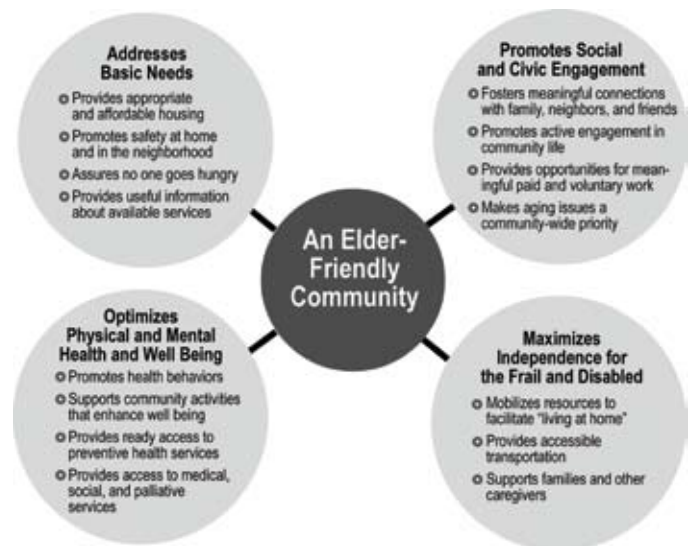 Addresses
Basic Needs
Provides appropriate
and affordable housing
Promotes safety at home
and in the neighborhood
Assures no one goes hungry
Provides useful information
about available services
Promotes Social
and Civic Engagement
Fosters meaningful connections
with family, neighbors, and friends
Promotes active engagement in
community life
Provides opportunities for mean-
ingful paid and voluntary work
Makes aging issues a
community-wide priority
An Elder-
Friendly
Community
Optimizes
Physical and Mental
Health and Well Being
Promotes health behaviors
Supports community activities
that enhance well being
Provides ready access to
preventive health services
Provides access to medical,
social, and palliative
services
Maximizes
Independence for
the Frail and Disabled
Mobilizes resources to
facilitate “living at home”
Provides accessible
transportation
Supports families and other
caregivers